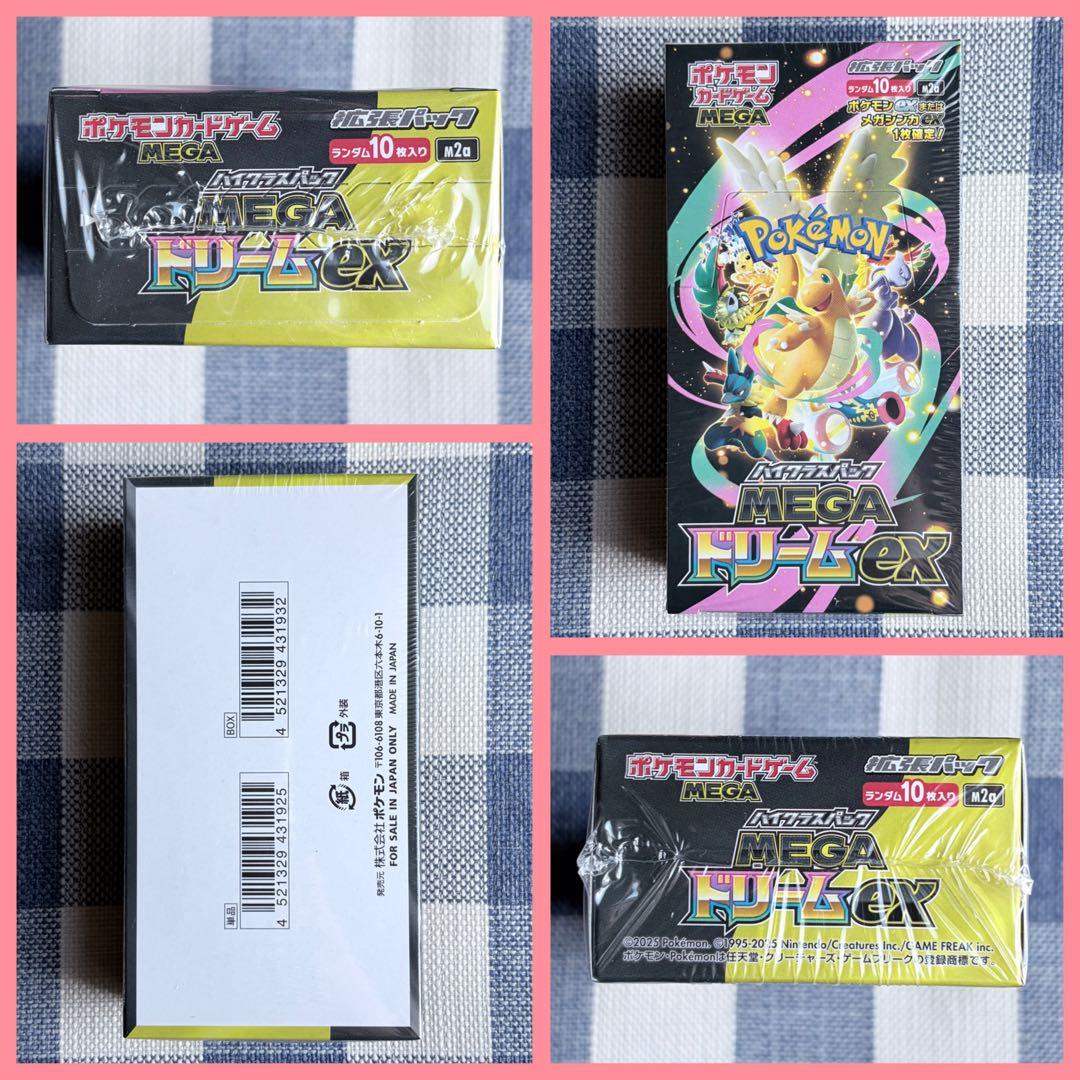 ポケモンカードゲーム
MEGA
拡張パック
ランダム10枚入り M2a
ハイクラスパック
MEGA
ドリームex
ポケモン
カードゲーム
MEGA
拡張パック
ランダム10枚入り M2a
ポケモンexまたは
メガシンカex
1枚確定!
POKéMON
ハイクラスパック
MEGA
ドリームex
BOX
4 521329 431932
単品
4 521329 431925
プラ 外装
紙 箱
発売元 株式会社ポケモン 〒106-6108 東京都港区六本木6-10-1
FOR SALE IN JAPAN ONLY MADE IN JAPAN
ポケモンカードゲーム
MEGA
拡張パック
ランダム10枚入り M2a
ハイクラスパック
MEGA
ドリームex
©2025 Pokémon. ©1995-2025 Nintendo/Creatures Inc./GAME FREAK inc.
ポケモン・Pokémonは任天堂・クリーチャーズ・ゲームフリークの登録商標です。